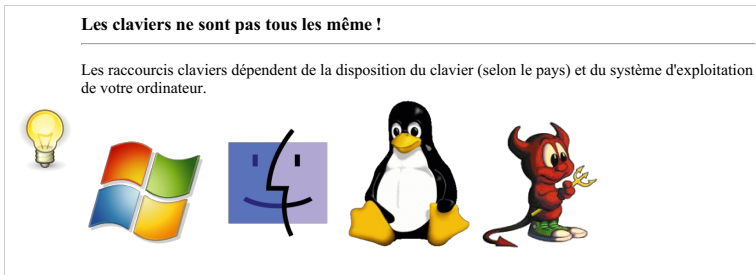 Les claviers ne sont pas tous les même !
Les raccourcis claviers dépendent de la disposition du clavier (selon le pays) et du système d'exploitation
de votre ordinateur.